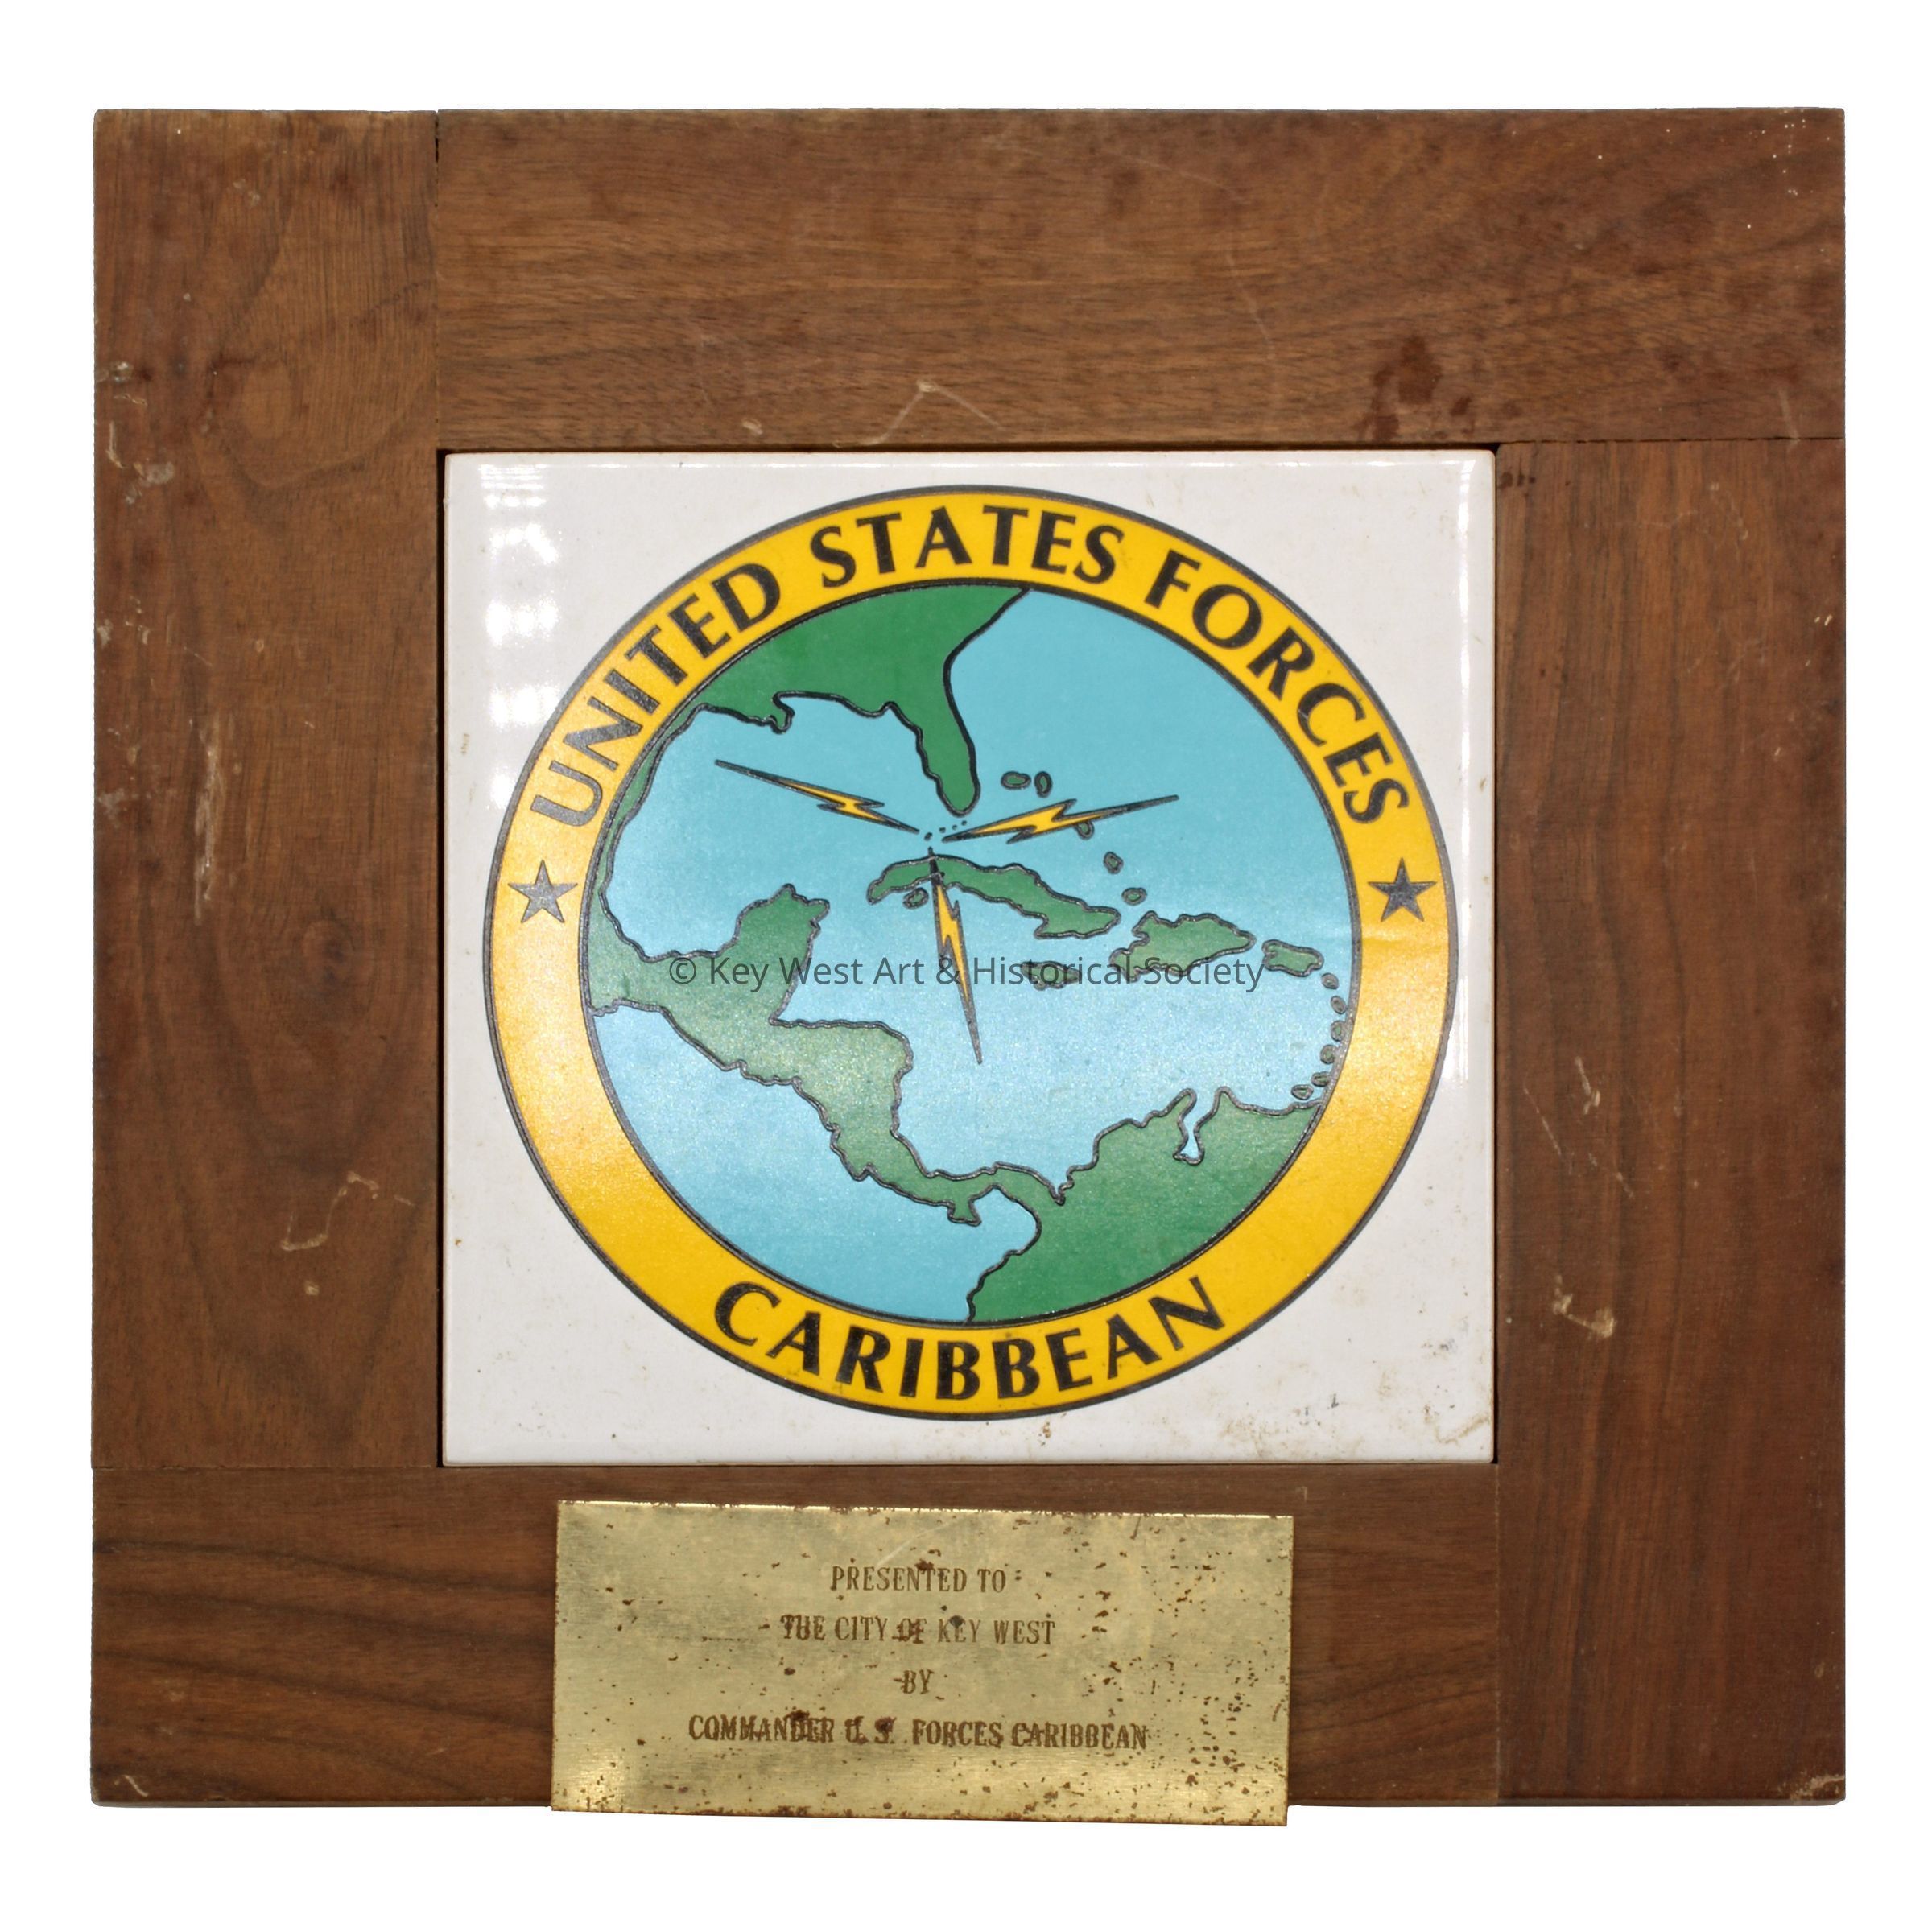 UNITED STATES FORCES
© Key West Art & Historical Society
CARIBBEAN
PRESENTED TO
THE CITY OF KEY WEST
BY
COMMANDER U.S. FORCES CARIBBEAN